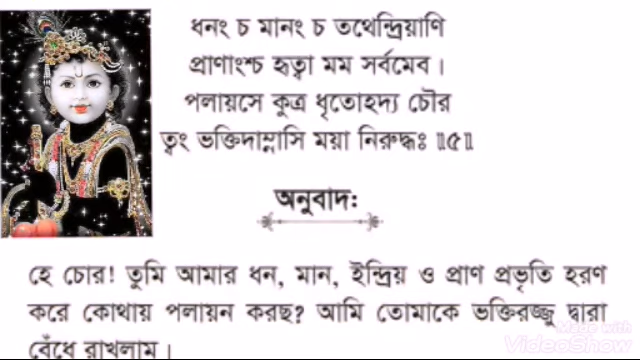 ধনং চ মানং চ তথেন্দ্রিয়াণি
প্রাণাংশ্চ হৃত্বা মম সর্বমেব।
পলায়সে কুত্র ধৃতোহদ্য চৌর
ত্বং ভক্তিদাম্নাসি ময়া নিরুদ্ধঃ ॥৫॥
অনুবাদঃ
হে চোর! তুমি আমার ধন, মান, ইন্দ্রিয় ও প্রাণ প্রভৃতি হরণ
করে কোথায় পলায়ন করছ? আমি তোমাকে ভক্তিরজ্জু দ্বারা
বেঁধে রাখলাম।
Made with
VideoShow